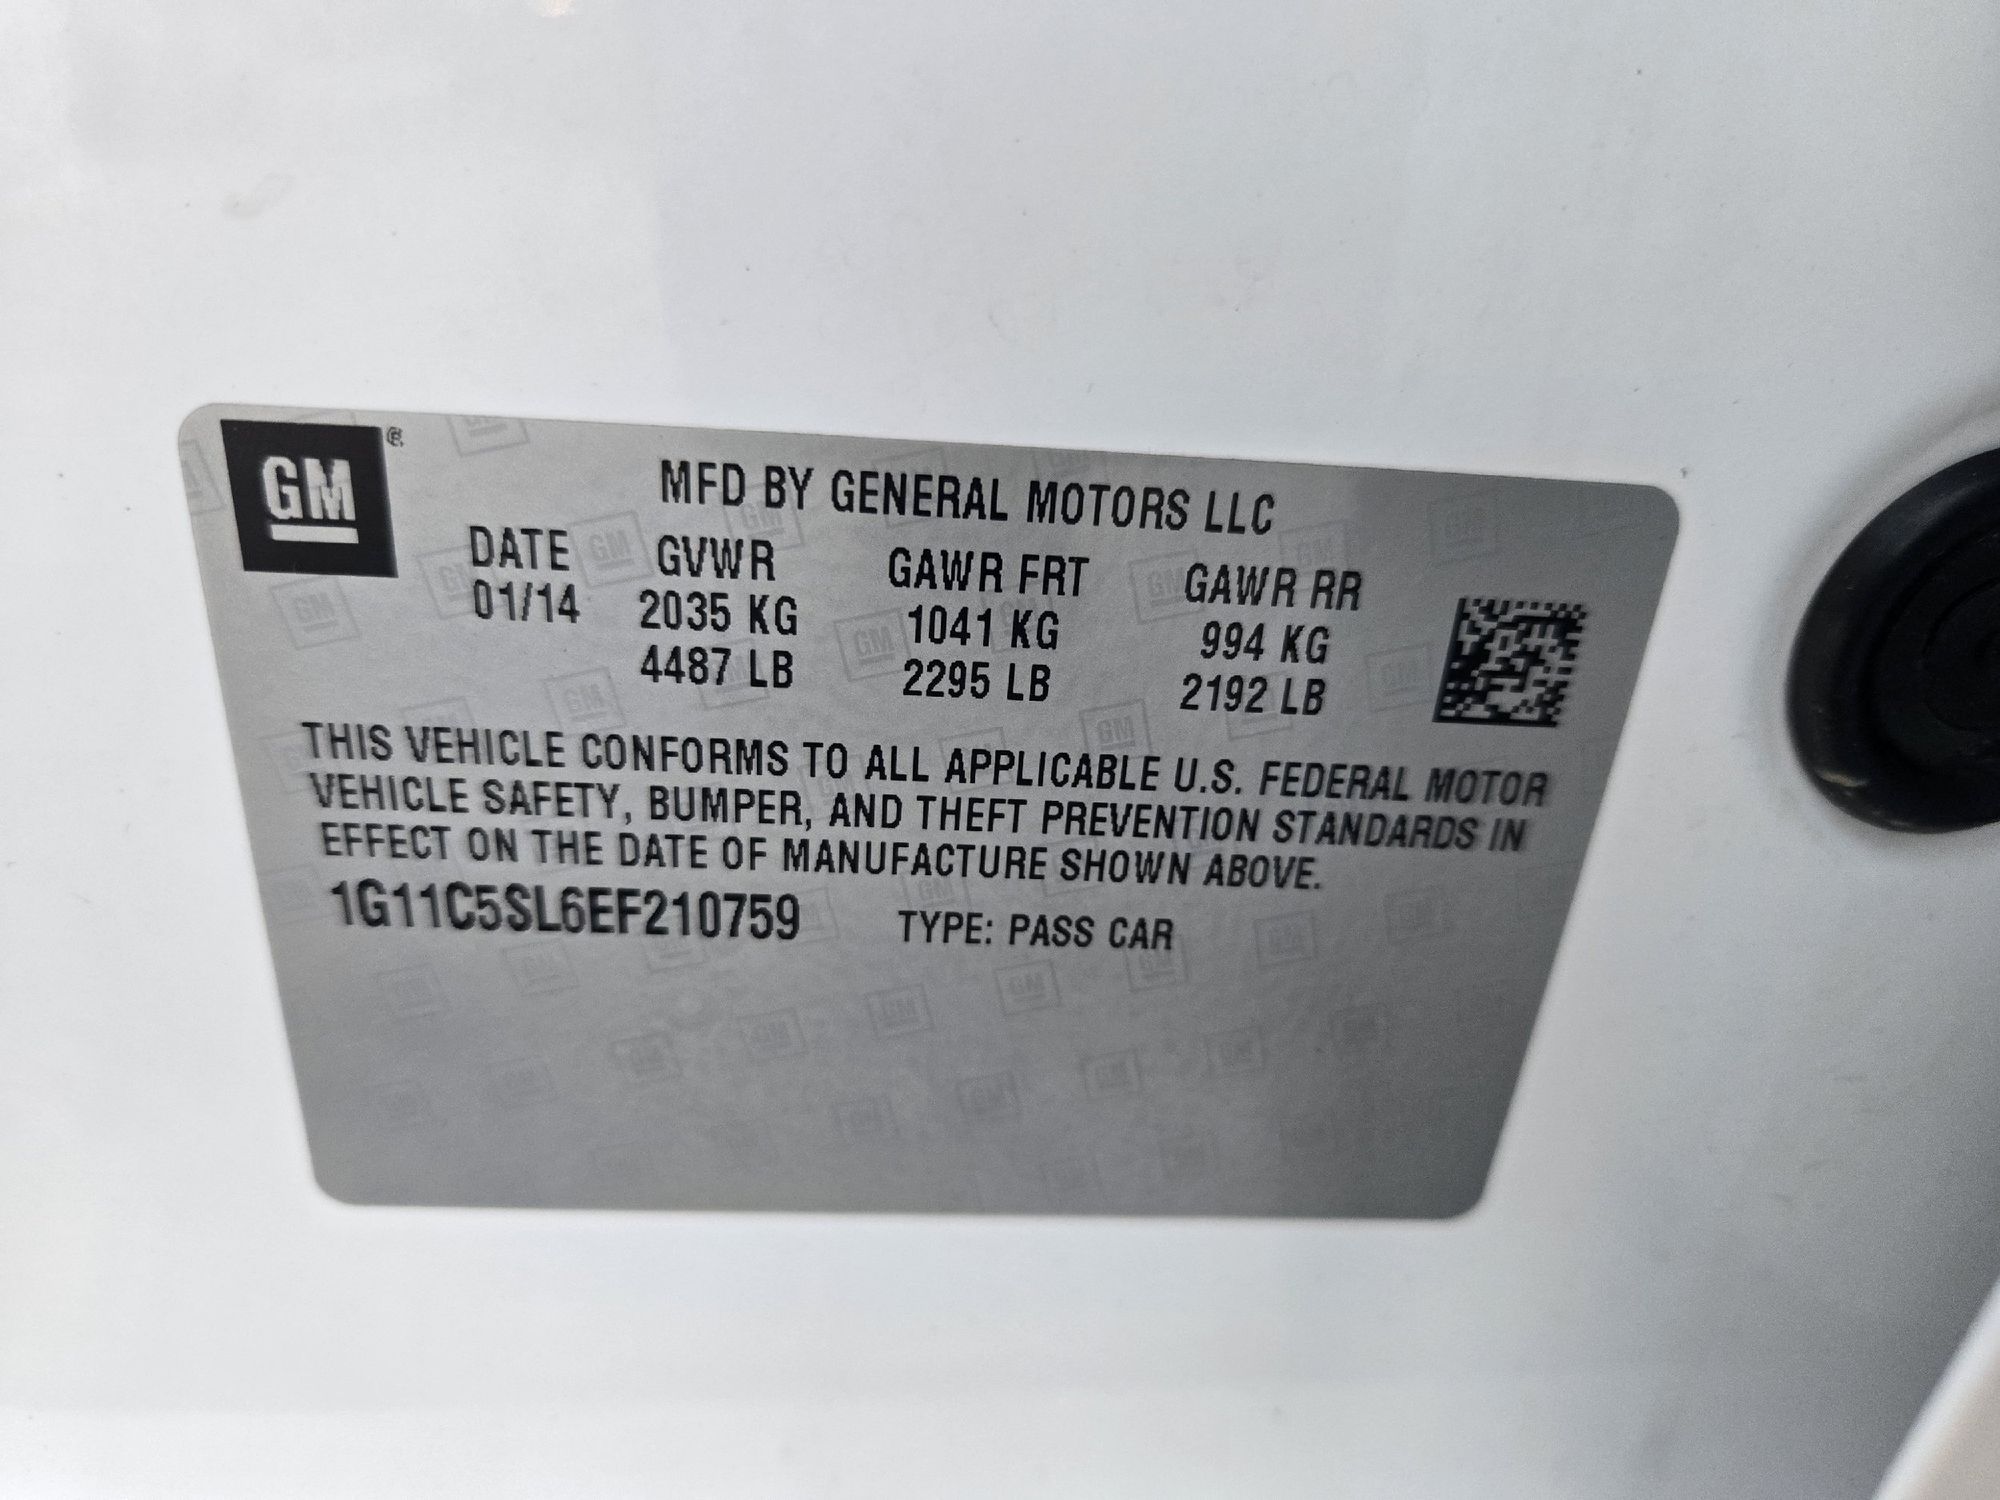 GM®
MFD BY GENERAL MOTORS LLC
DATE GVWR GAWR FRT GAWR RR
01/14 2035 KG 1041 KG 994 KG
4487 LB 2295 LB 2192 LB
THIS VEHICLE CONFORMS TO ALL APPLICABLE U.S. FEDERAL MOTOR
VEHICLE SAFETY, BUMPER, AND THEFT PREVENTION STANDARDS IN
EFFECT ON THE DATE OF MANUFACTURE SHOWN ABOVE.
1G11C5SL6EF210759 TYPE: PASS CAR